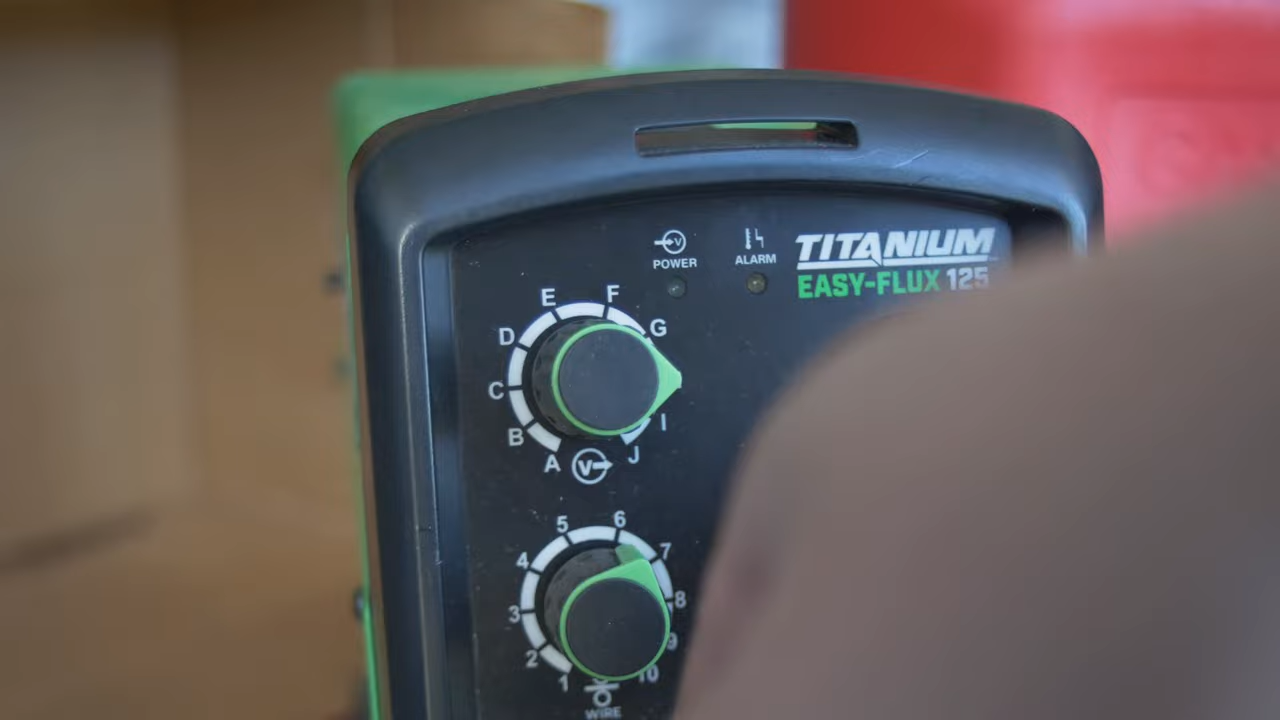 POWER
ALARM
TITANIUM
EASY-FLUX 125
E F
D G
C
B I
A V J
5 6
4 7
3 8
2 9
1 10
WIRE